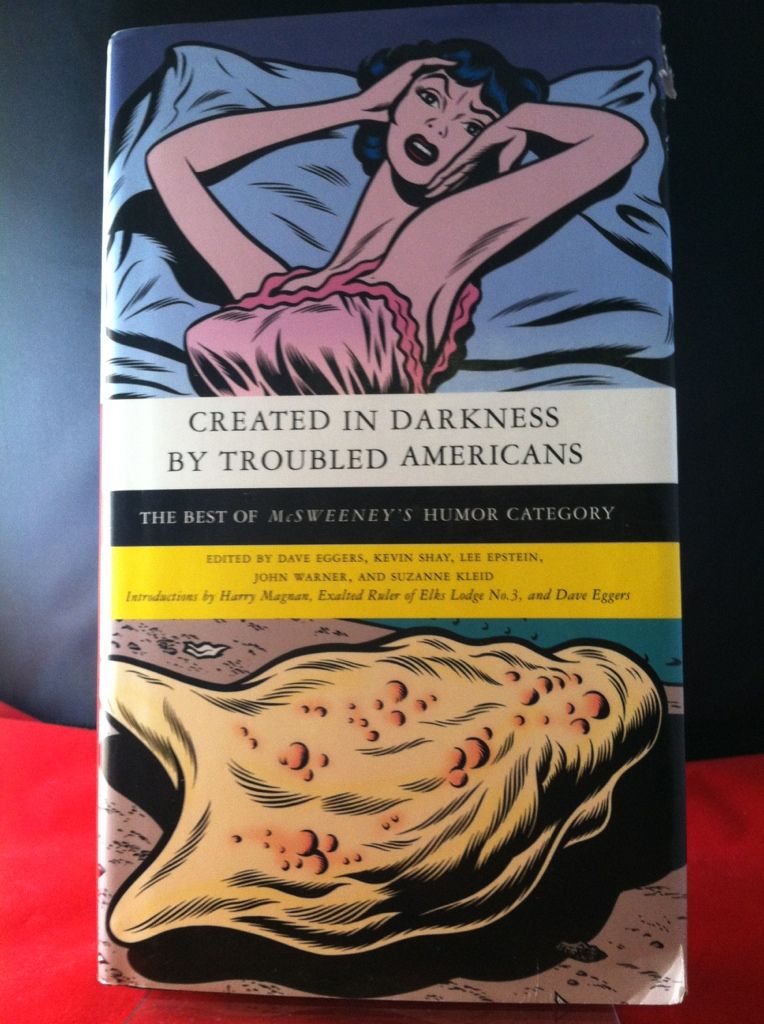 CREATED IN DARKNESS
BY TROUBLED AMERICANS
THE BEST OF McSWEENEY'S HUMOR CATEGORY
EDITED BY DAVE EGGERS, KEVIN SHAY, LEE EPSTEIN,
JOHN WARNER, AND SUZANNE KLEID
Introductions by Harry Magnan, Exalted Ruler of Elks Lodge No. 3, and Dave Eggers